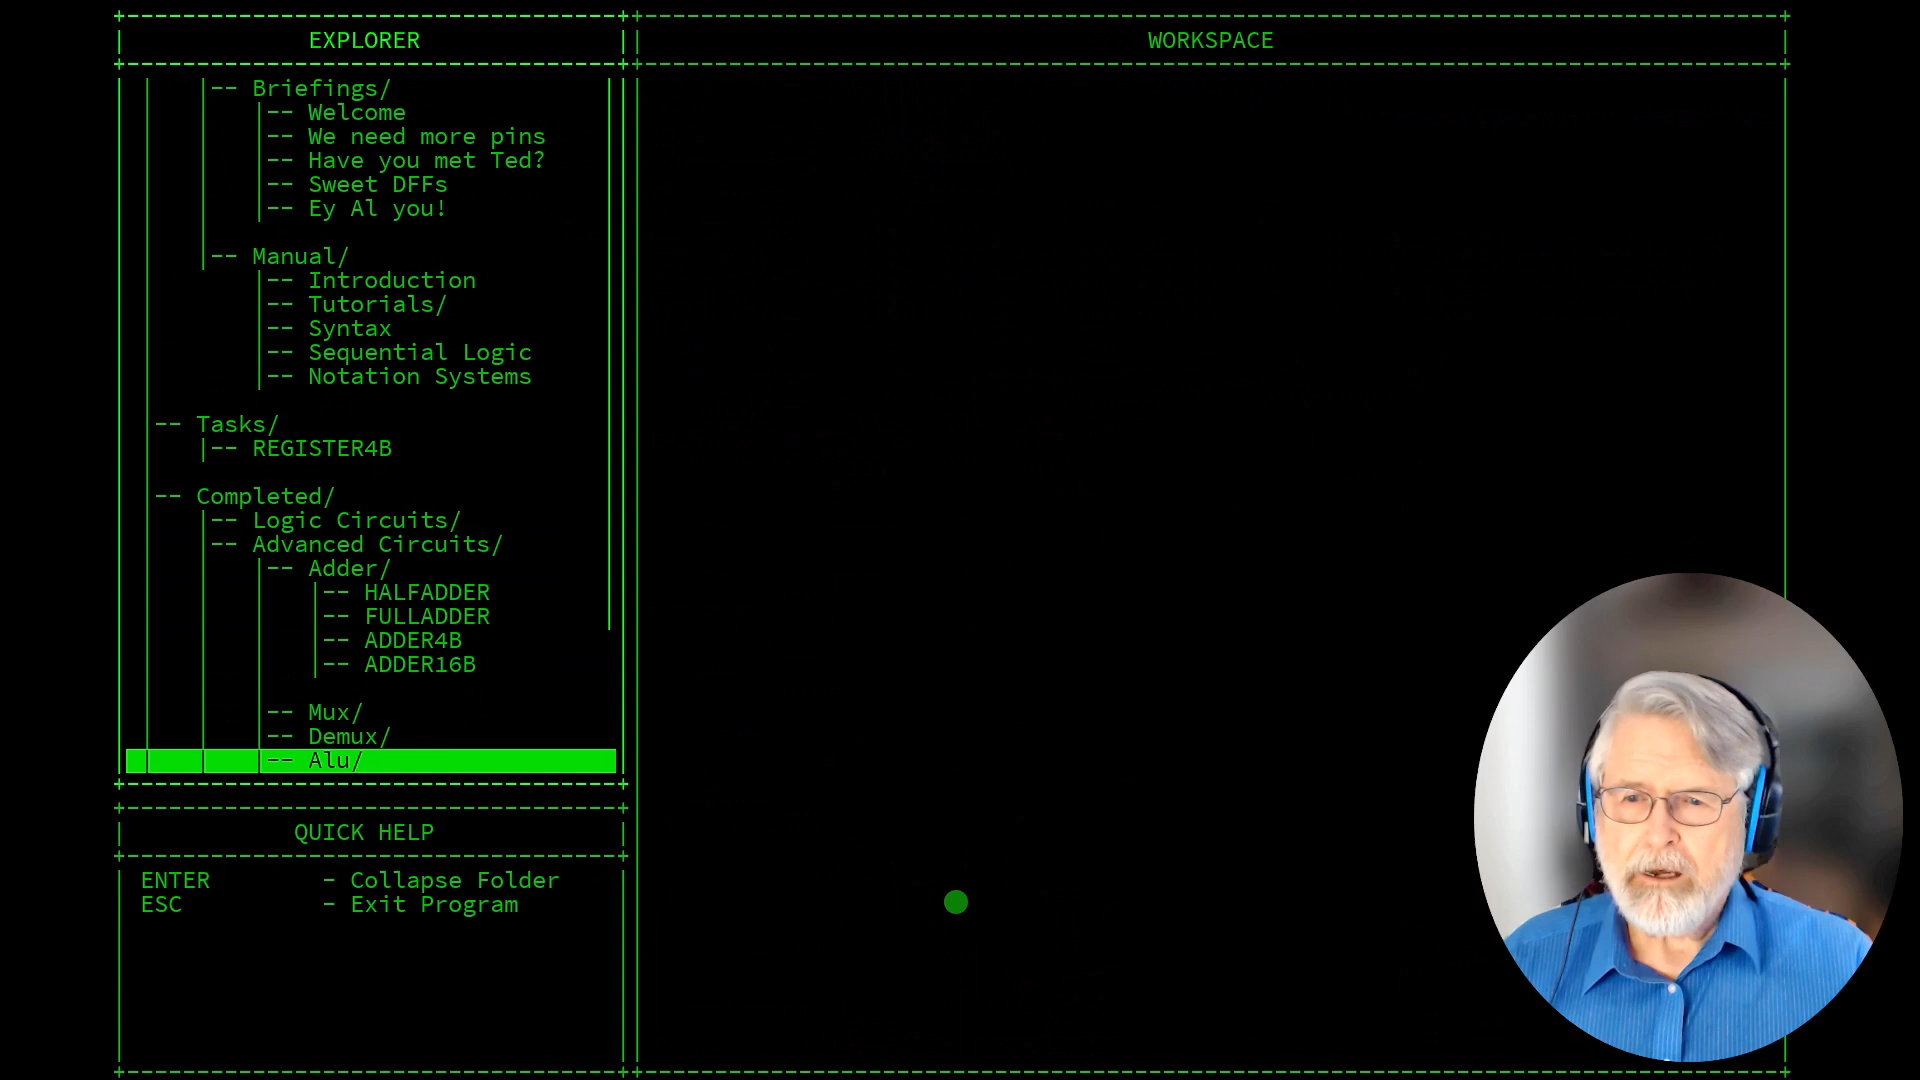 EXPLORER
-- Briefings/
-- Welcome
-- We need more pins
-- Have you met Ted?
-- Sweet DFFs
-- Ey Al you!
-- Manual/
-- Introduction
-- Tutorials/
-- Syntax
-- Sequential Logic
-- Notation Systems
-- Tasks/
-- REGISTER4B
-- Completed/
-- Logic Circuits/
-- Advanced Circuits/
-- Adder/
-- HALFADDER
-- FULLADDER
-- ADDER4B
-- ADDER16B
-- Mux/
-- Demux/
-- Alu/
QUICK HELP
ENTER - Collapse Folder
ESC - Exit Program
WORKSPACE